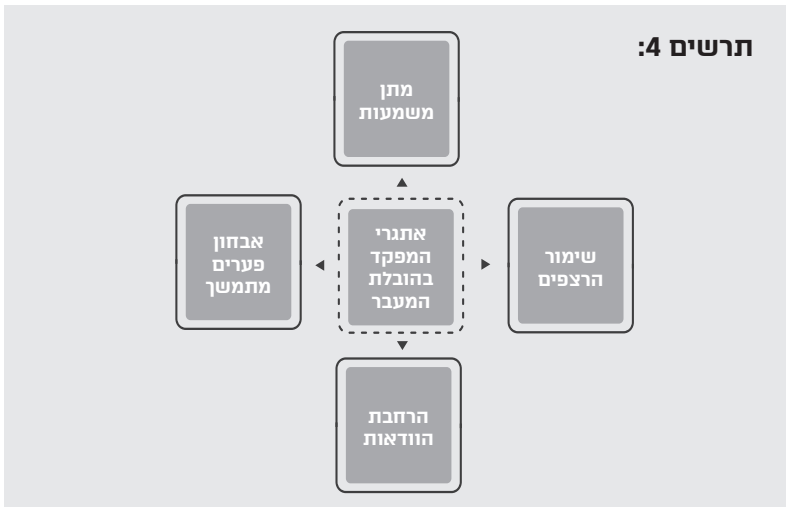 תרשים 4:
מתן
משמעות
שימור
הרצפים
אתגרי
המפקד
בהובלת
המעבר
אבחון
פערים
מתמשך
הרחבת
הוודאות